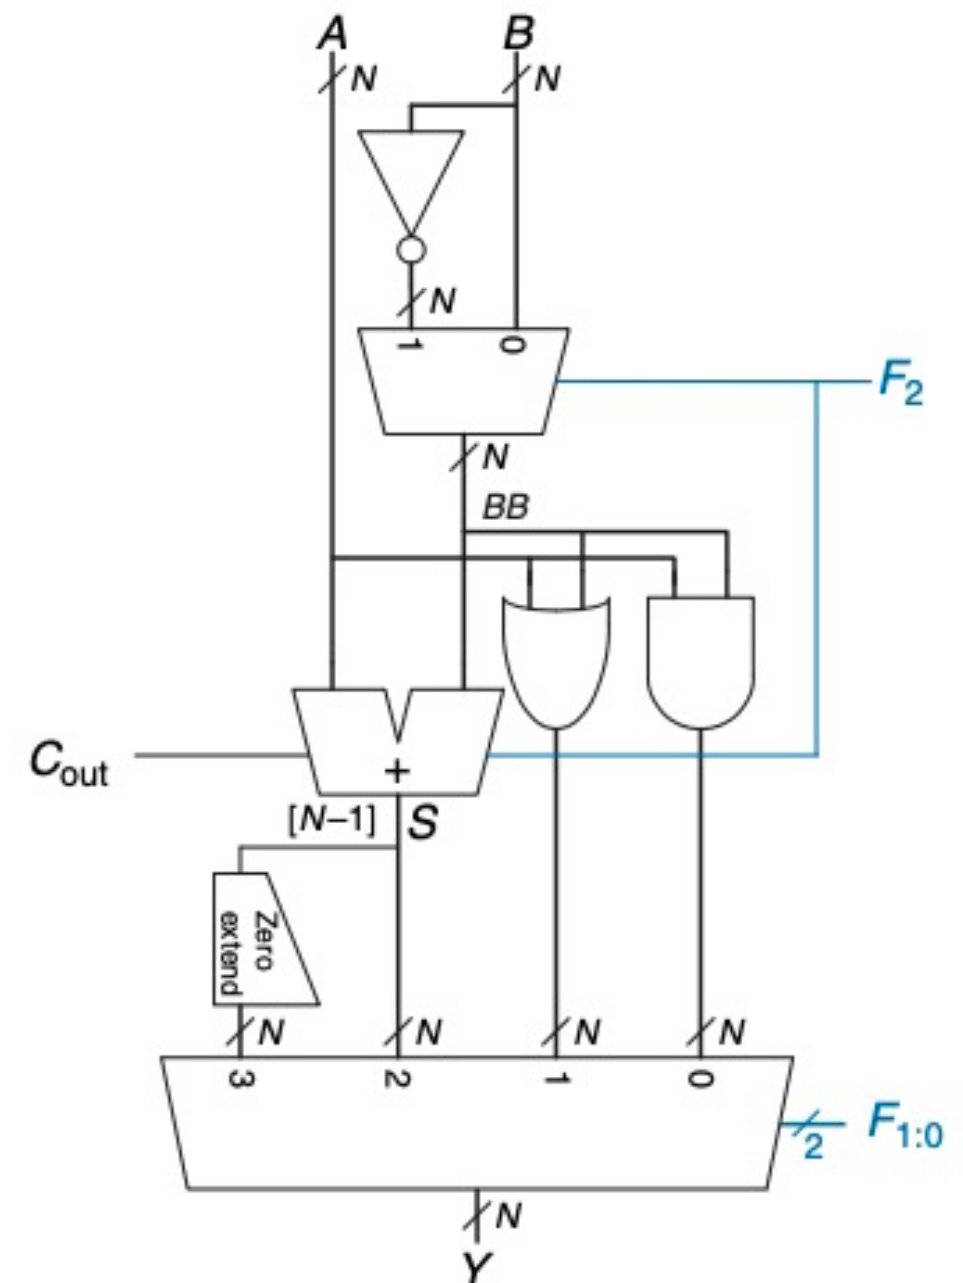 A B
N N
N
1 0
F2
N
BB
Cout
+
[N–1] S
Zero
extend
N N N N
3 2 1 0
2 F1:0
N
Y